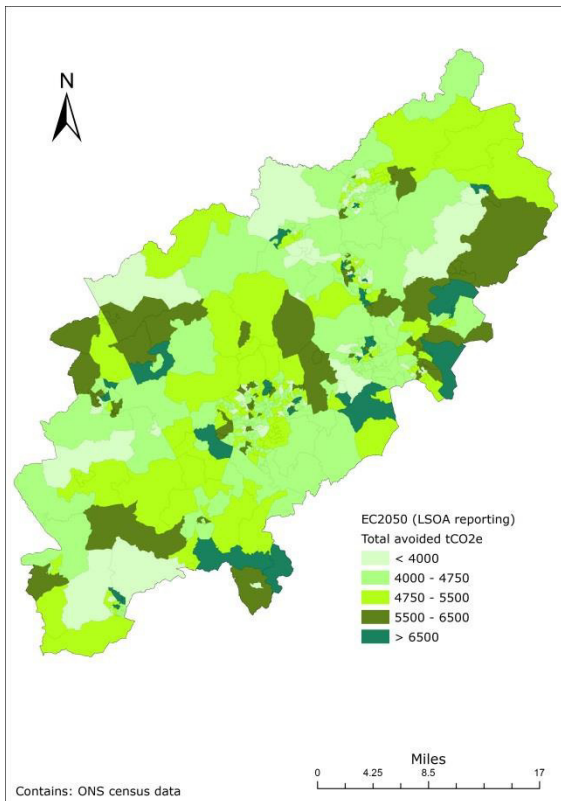 N
EC2050 (LSOA reporting)
Total avoided tCO2e
< 4000
4000 - 4750
4750 - 5500
5500 - 6500
> 6500
Miles
0 4.25 8.5 17
Contains: ONS census data